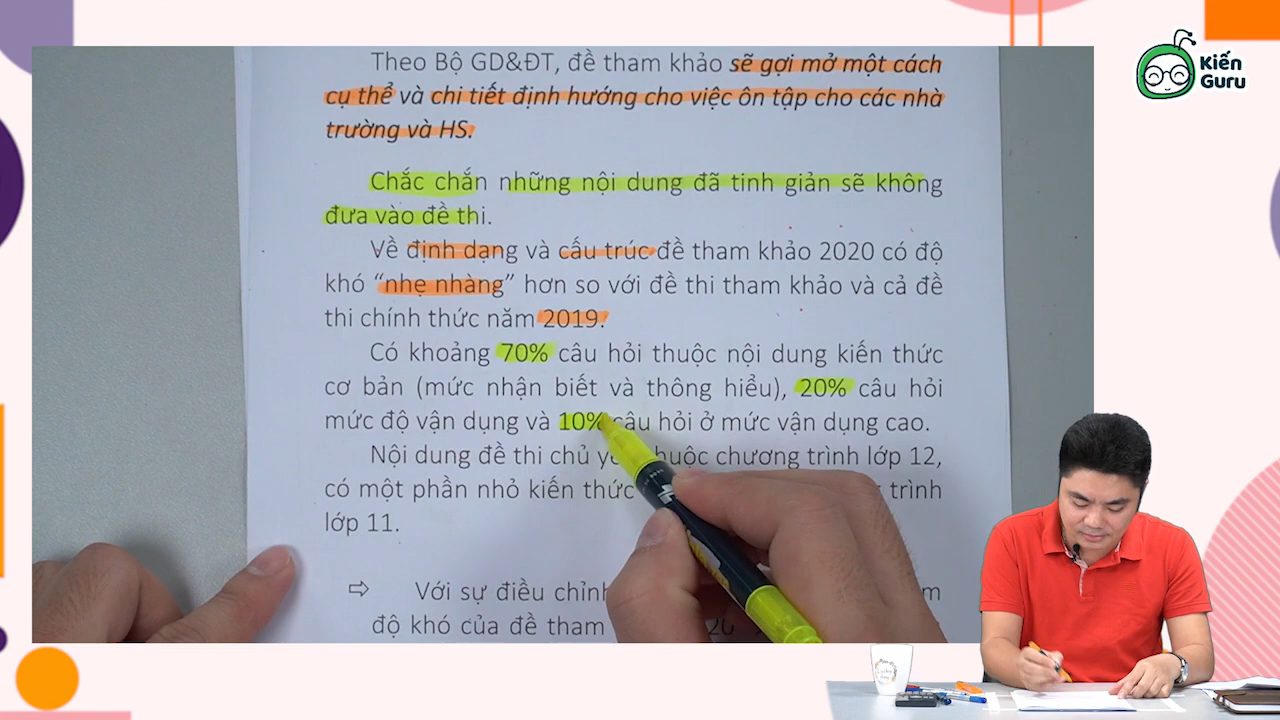 Theo Bộ GD&ĐT, đề tham khảo sẽ gợi mở một cách
cụ thể và chi tiết định hướng cho việc ôn tập cho các nhà
trường và HS.
Chắc chắn những nội dung đã tinh giản sẽ không
đưa vào đề thi.
Về định dạng và cấu trúc đề tham khảo 2020 có độ
khó “nhẹ nhàng” hơn so với đề thi tham khảo và cả đề
thi chính thức năm 2019.
Có khoảng 70% câu hỏi thuộc nội dung kiến thức
cơ bản (mức nhận biết và thông hiểu), 20% câu hỏi
mức độ vận dụng và 10% câu hỏi ở mức vận dụng cao.
Nội dung đề thi chủ yếu thuộc chương trình lớp 12,
có một phần nhỏ kiến thức trình
lớp 11.
⇨ Với sự điều chỉnh
độ khó của đề tham
Kiến
Guru